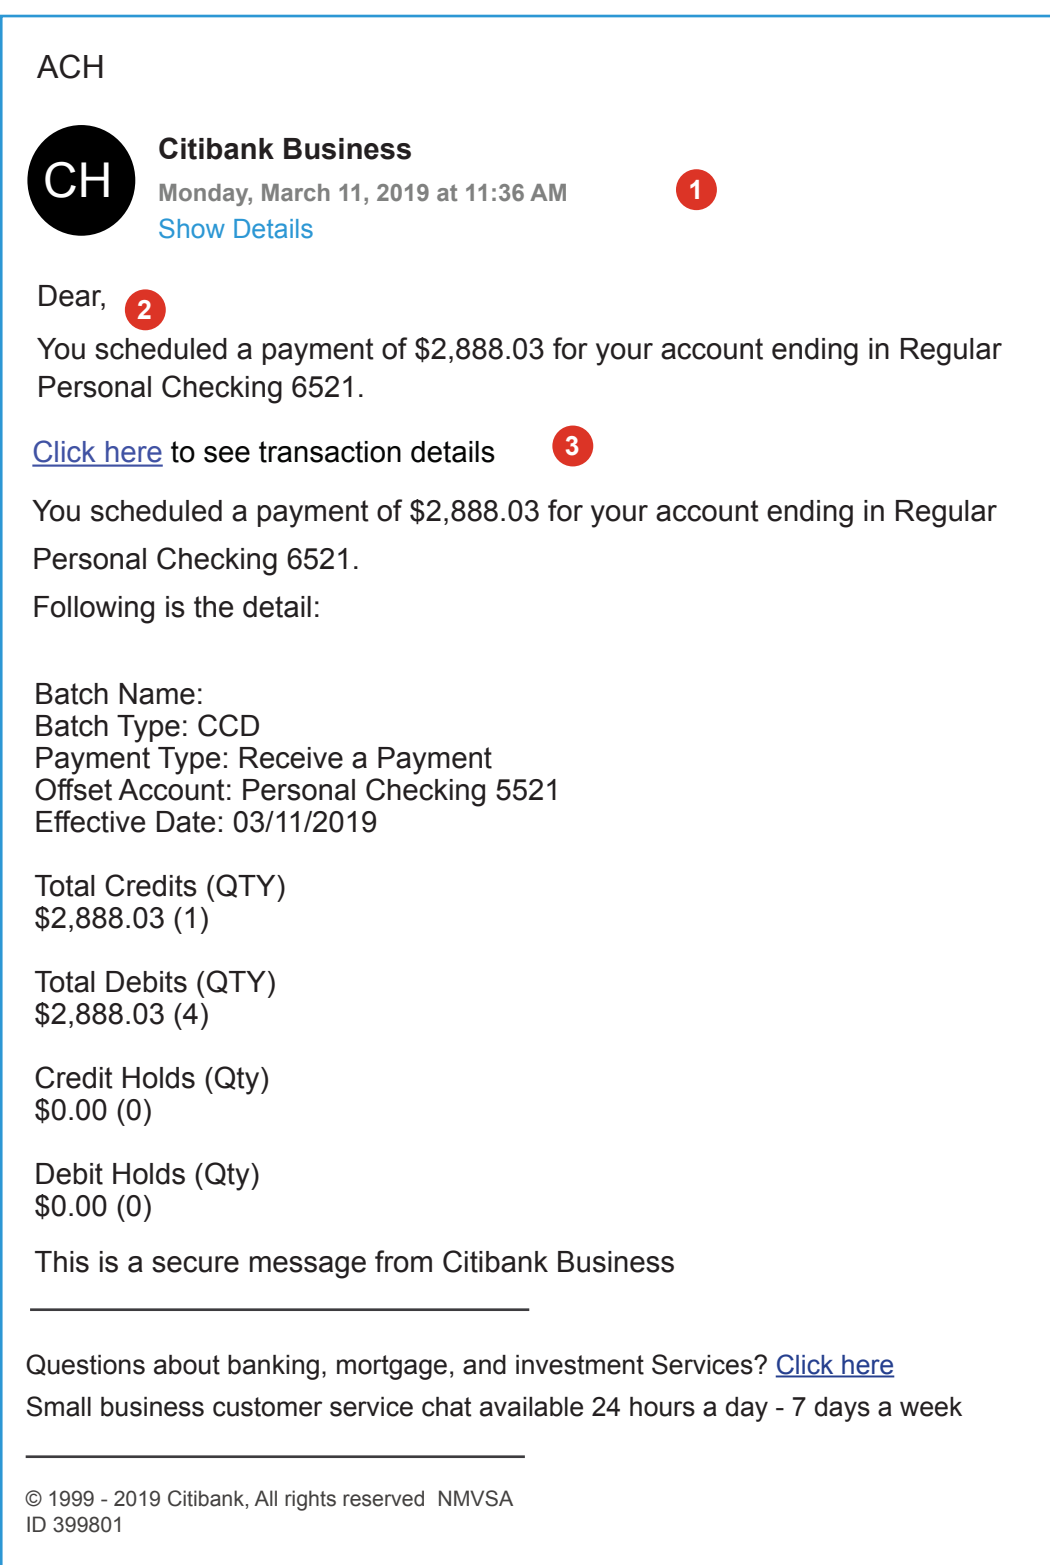 ACH
CH
Citibank Business
Monday, March 11, 2019 at 11:36 AM
1
Show Details
Dear,
2
You scheduled a payment of $2,888.03 for your account ending in Regular
Personal Checking 6521.
Click here to see transaction details
3
You scheduled a payment of $2,888.03 for your account ending in Regular
Personal Checking 6521.
Following is the detail:
Batch Name:
Batch Type: CCD
Payment Type: Receive a Payment
Offset Account: Personal Checking 5521
Effective Date: 03/11/2019
Total Credits (QTY)
$2,888.03 (1)
Total Debits (QTY)
$2,888.03 (4)
Credit Holds (Qty)
$0.00 (0)
Debit Holds (Qty)
$0.00 (0)
This is a secure message from Citibank Business
Questions about banking, mortgage, and investment Services? Click here
Small business customer service chat available 24 hours a day - 7 days a week
© 1999 - 2019 Citibank, All rights reserved  NMVSA
ID 399801